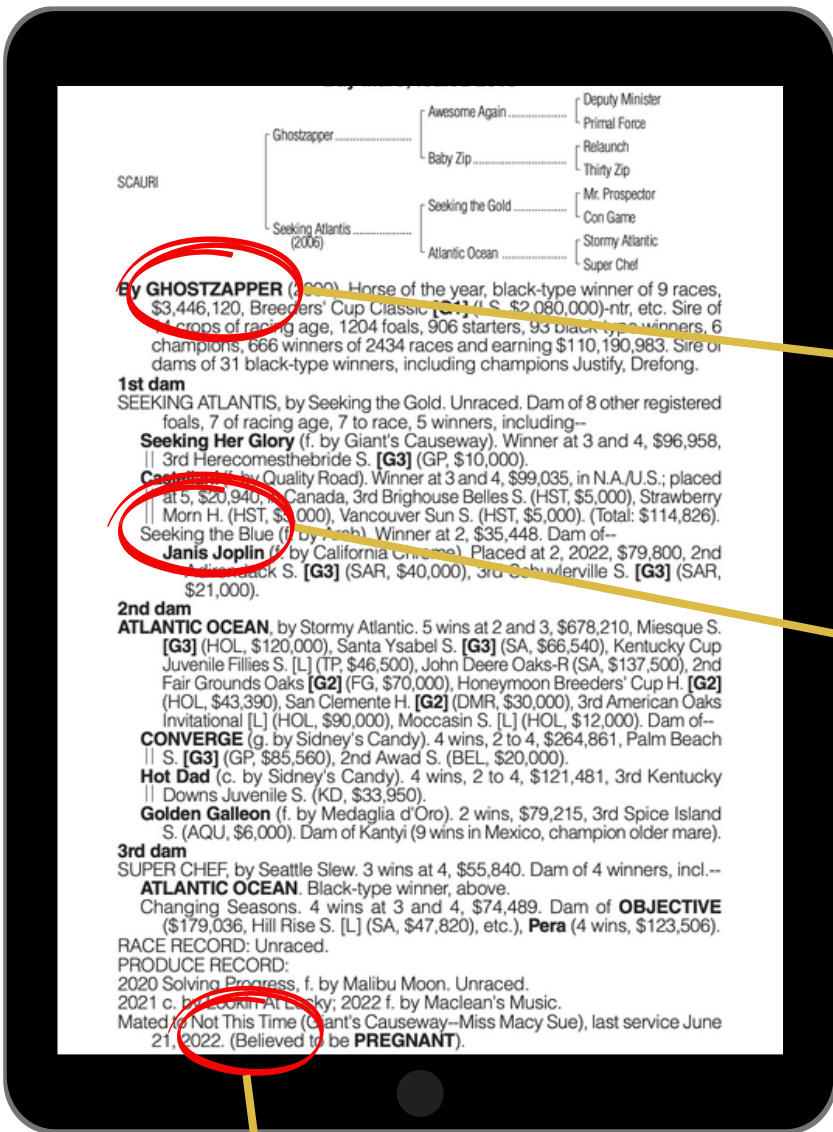 Deputy Minister
Awesome Again
Primal Force
Ghostzapper
Relaunch
Baby Zip
Thirty Zip
SCAURI
Mr. Prospector
Seeking the Gold
Con Game
Seeking Atlantis
(2006)
Stormy Atlantic
Atlantic Ocean
Super Chef
By GHOSTZAPPER (2000). Horse of the year, black-type winner of 9 races,
$3,446,120, Breeders' Cup Classic [G1] (LS, $2,080,000)-ntr, etc. Sire of
14 crops of racing age, 1204 foals, 906 starters, 93 black-type winners, 6
champions, 666 winners of 2434 races and earning $110,190,983. Sire of
dams of 31 black-type winners, including champions Justify, Drefong.
1st dam
SEEKING ATLANTIS, by Seeking the Gold. Unraced. Dam of 8 other registered
foals, 7 of racing age, 7 to race, 5 winners, including--
Seeking Her Glory (f. by Giant's Causeway). Winner at 3 and 4, $96,958,
|| 3rd Herecomesthebride S. [G3] (GP, $10,000).
(f. by Quality Road). Winner at 3 and 4, $99,035, in N.A./U.S.; placed
at 5, $20,940, in Canada, 3rd Brighouse Belles S. (HST, $5,000), Strawberry
|| Morn H. (HST, $5,000), Vancouver Sun S. (HST, $5,000). (Total: $114,826).
Seeking the Blue (f. by Arch). Winner at 2, $35,448. Dam of--
Janis Joplin (f. by California Chrome). Placed at 2, 2022, $79,800, 2nd
Adirondack S. [G3] (SAR, $40,000), 3rd Schuylerville S. [G3] (SAR,
$21,000).
2nd dam
ATLANTIC OCEAN, by Stormy Atlantic. 5 wins at 2 and 3, $678,210, Miesque S.
[G3] (HOL, $120,000), Santa Ysabel S. [G3] (SA, $66,540), Kentucky Cup
Juvenile Fillies S. [L] (TP, $46,500), John Deere Oaks-R (SA, $137,500), 2nd
Fair Grounds Oaks [G2] (FG, $70,000), Honeymoon Breeders' Cup H. [G2]
(HOL, $43,390), San Clemente H. [G2] (DMR, $30,000), 3rd American Oaks
Invitational [L] (HOL, $90,000), Moccasin S. [L] (HOL, $12,000). Dam of--
CONVERGE (g. by Sidney's Candy). 4 wins, 2 to 4, $264,861, Palm Beach
|| S. [G3] (GP, $85,560), 2nd Awad S. (BEL, $20,000).
Hot Dad (c. by Sidney's Candy). 4 wins, 2 to 4, $121,481, 3rd Kentucky
|| Downs Juvenile S. (KD, $33,950).
Golden Galleon (f. by Medaglia d'Oro). 2 wins, $79,215, 3rd Spice Island
S. (AQU, $6,000). Dam of Kantyi (9 wins in Mexico, champion older mare).
3rd dam
SUPER CHEF, by Seattle Slew. 3 wins at 4, $55,840. Dam of 4 winners, incl.--
ATLANTIC OCEAN. Black-type winner, above.
Changing Seasons. 4 wins at 3 and 4, $74,489. Dam of OBJECTIVE
($179,036, Hill Rise S. [L] (SA, $47,820), etc.), Pera (4 wins, $123,506).
RACE RECORD: Unraced.
PRODUCE RECORD:
2020 Solving Progress, f. by Malibu Moon. Unraced.
2021 c. by Lookin At Lucky; 2022 f. by Maclean's Music.
Mated to Not This Time (Giant's Causeway--Miss Macy Sue), last service June
21, 2022. (Believed to be PREGNANT).